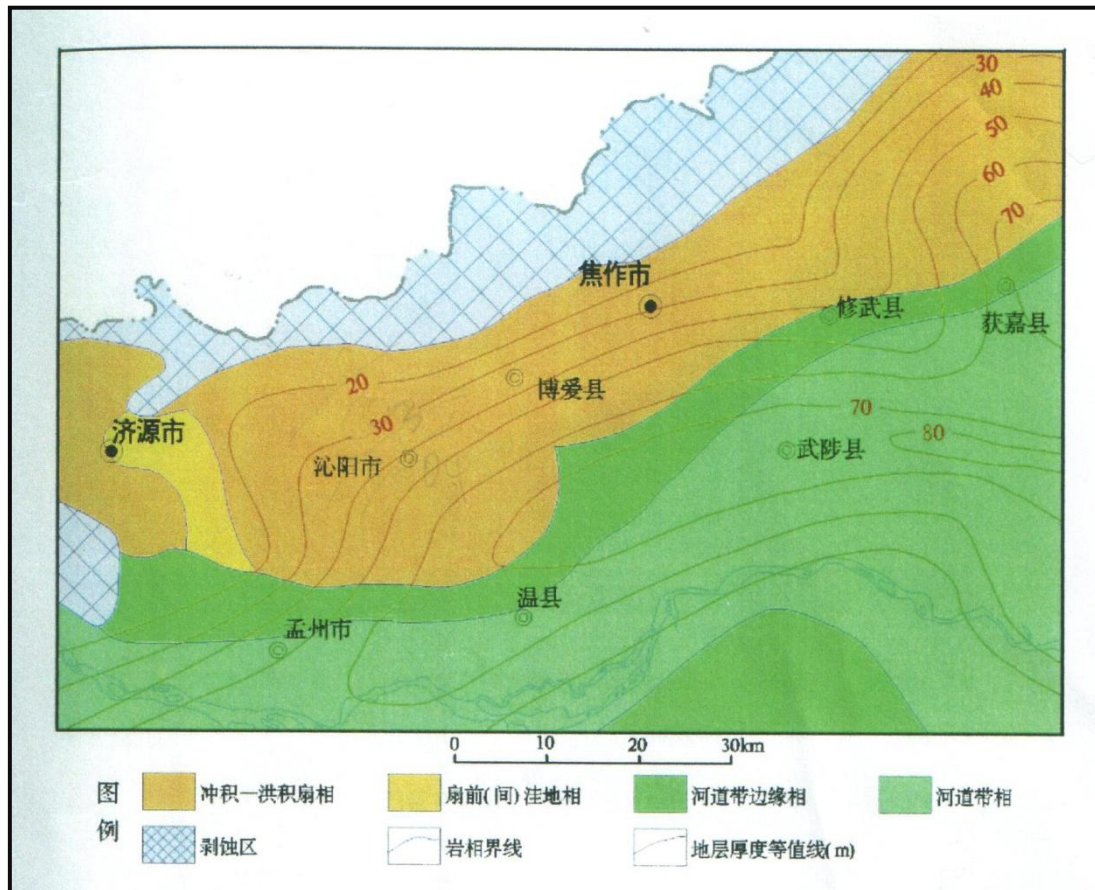 30
40
50
60
70
焦作市
修武县
获嘉县
20
博爱县
济源市
30
70
80
沁阳市
武陟县
温县
孟州市
0 10 20 30km
图例
冲积一洪积扇相 扇前(间)洼地相 河道带边缘相 河道带相
剥蚀区 岩相界线 地层厚度等值线(m)